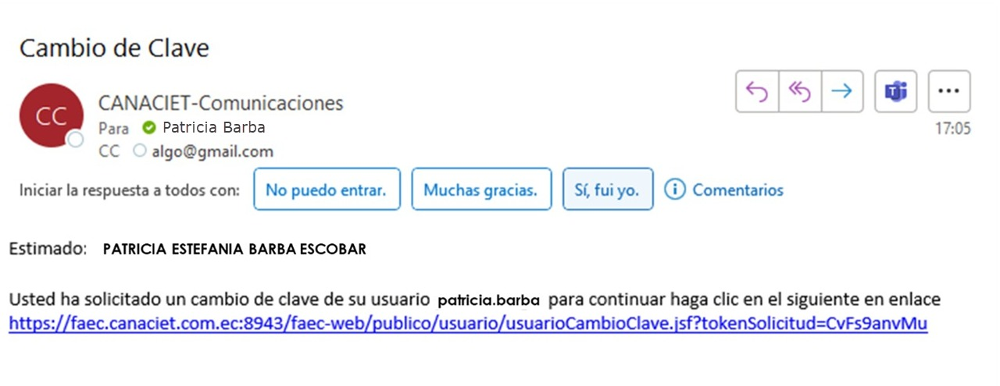 Cambio de Clave
CC
CANACIET-Comunicaciones
Para Patricia Barba
CC algo@gmail.com
17:05
Iniciar la respuesta a todos con: No puedo entrar. Muchas gracias. Sí, fui yo. Comentarios
Estimado: PATRICIA ESTEFANIA BARBA ESCOBAR
Usted ha solicitado un cambio de clave de su usuario patricia.barba para continuar haga clic en el siguiente en enlace
https://faec.canaciet.com.ec:8943/faec-web/publico/usuario/usuarioCambioClave.jsf?tokenSolicitud=CvFs9anvMu